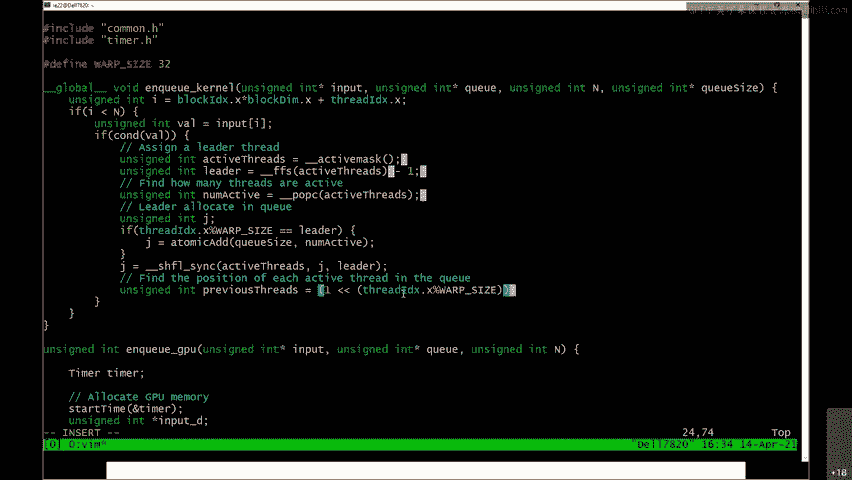 #include "common.h"
#include "timer.h"
#define WARP_SIZE 32
__global__ void enqueue_kernel(unsigned int* input, unsigned int* queue, unsigned int N, unsigned int* queueSize) {
unsigned int i = blockIdx.x*blockDim.x + threadIdx.x;
if(i < N) {
unsigned int val = input[i];
if(cond(val)) {
// Assign a leader thread
unsigned int activeThreads = __activemask();
unsigned int leader = __ffs(activeThreads) - 1;
// Find how many threads are active
unsigned int numActive = __popc(activeThreads);
// Leader allocate in queue
unsigned int j;
if(threadIdx.x%WARP_SIZE == leader) {
j = atomicAdd(queueSize, numActive);
}
j = __shfl_sync(activeThreads, j, leader);
// Find the position of each active thread in the queue
unsigned int previousThreads = (1 << (threadIdx.x%WARP_SIZE))
}
}
}
unsigned int enqueue_gpu(unsigned int* input, unsigned int* queue, unsigned int N) {
Timer timer;
// Allocate GPU memory
startTime(&timer);
unsigned int *input_d;
-- INSERT -- 24,74 Top
[0] 0:vim* "Dell7820" 16:34 14-Apr-21
+18